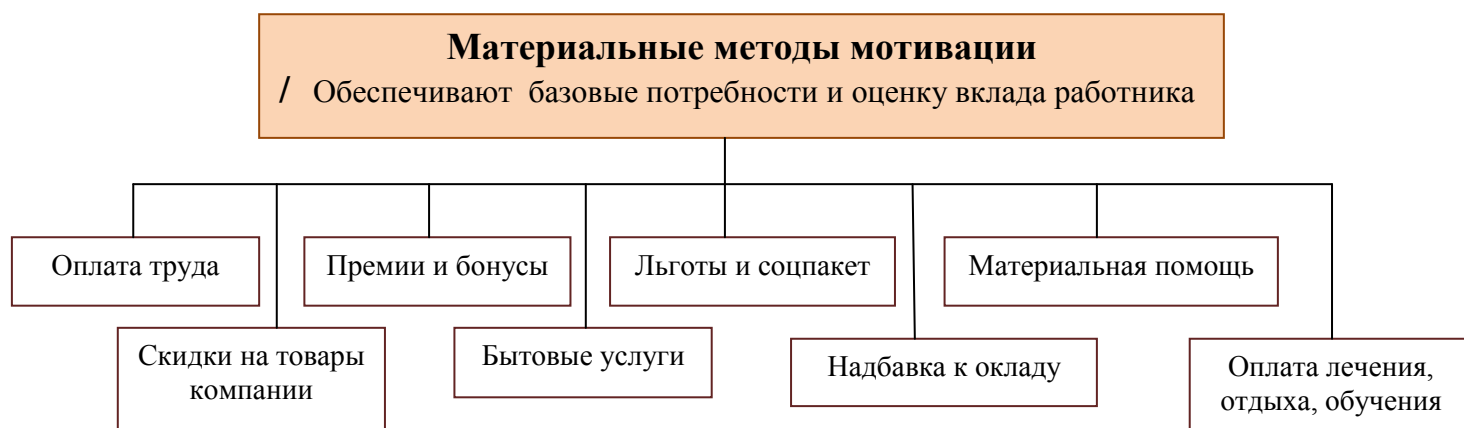 Материальные методы мотивации
/ Обеспечивают базовые потребности и оценку вклада работника
Оплата труда
Премии и бонусы
Льготы и соцпакет
Материальная помощь
Скидки на товары
компании
Бытовые услуги
Надбавка к окладу
Оплата лечения,
отдыха, обучения